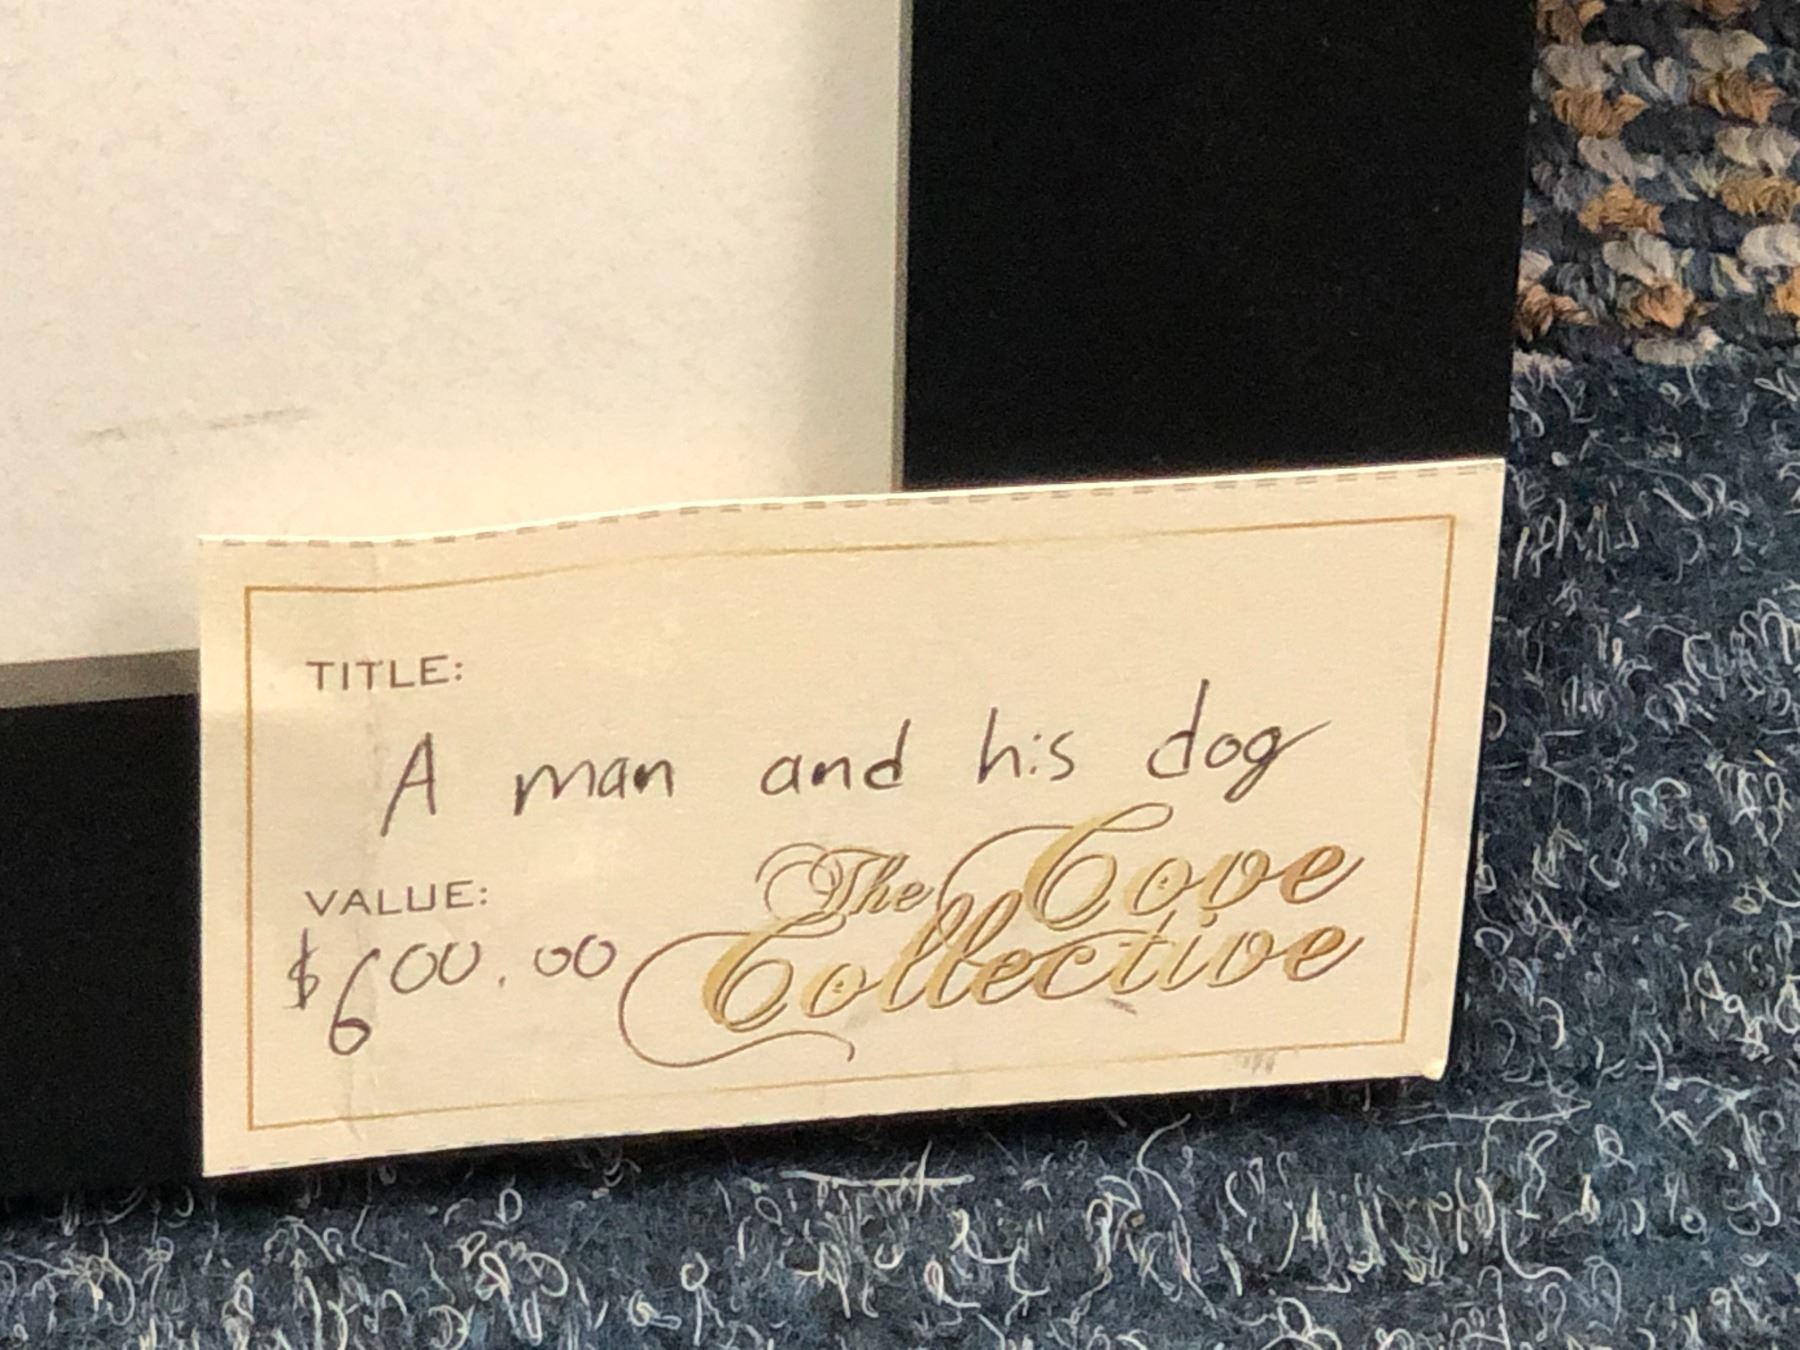 TITLE:
A man and his dog
VALUE:
$600.00
The Cove
Collective